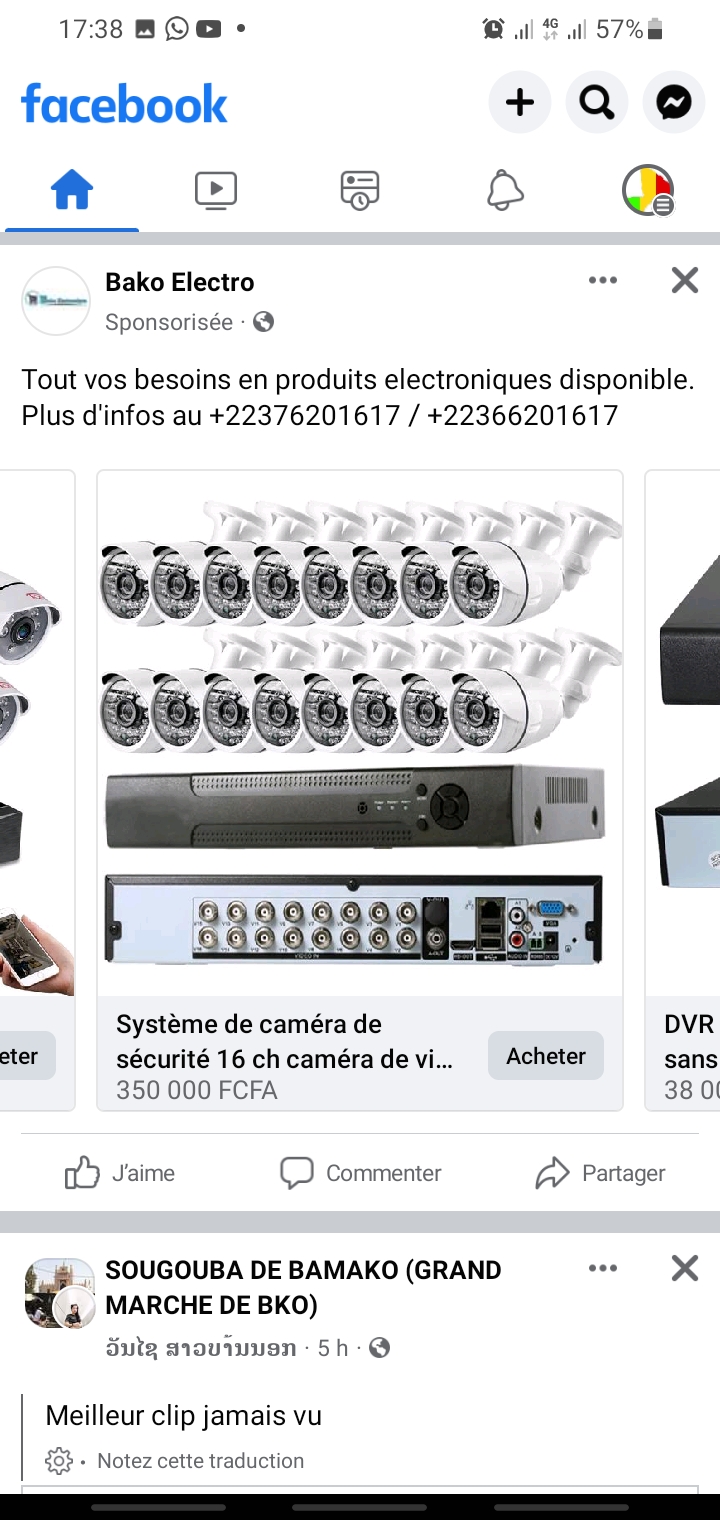 17:38
4G
57%
facebook
Bako Electro
Sponsorisée ·
Tout vos besoins en produits electroniques disponible.
Plus d'infos au +22376201617 / +22366201617
Système de caméra de
sécurité 16 ch caméra de vi...
350 000 FCFA
Acheter
eter
DVR
sans
38 00
J'aime
Commenter
Partager
SOUGOUBA DE BAMAKO (GRAND
MARCHE DE BKO)
ວັນໄຊ ສາວບ້ານນອກ · 5 h ·
Meilleur clip jamais vu
Notez cette traduction